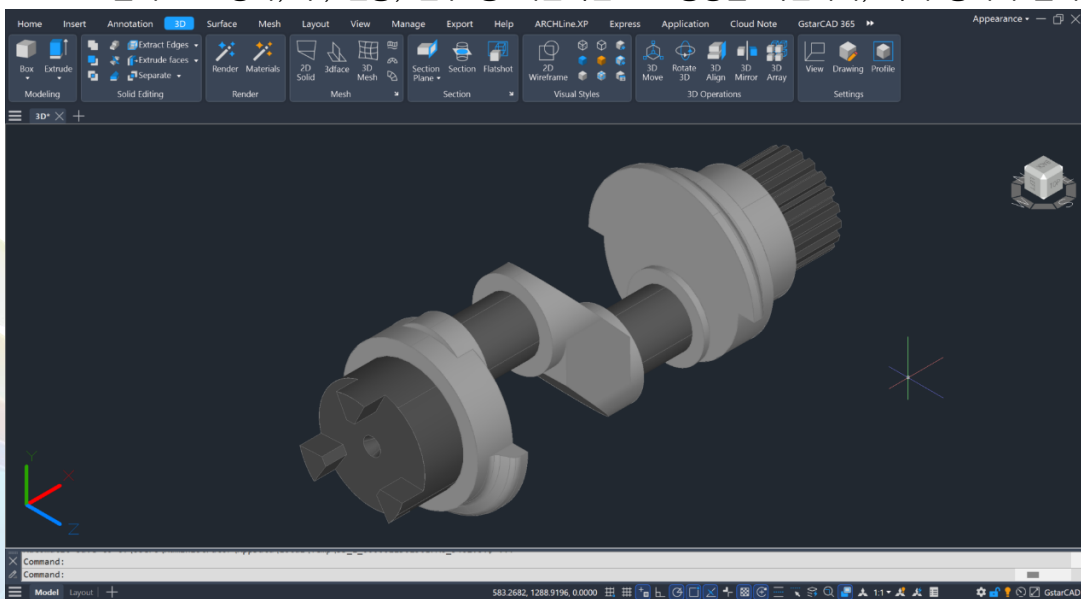 Home Insert Annotation 3D Surface Mesh Layout View Manage Export Help ARCHLine.XP Express Application Cloud Note GstarCAD 365 Appearance
Box Extrude Extract Edges Extrude faces Separate Render Materials 2D Solid 3dface 3D Mesh Section Plane Section Flatshot 2D Wireframe 3D Move Rotate 3D 3D Align 3D Mirror 3D Array View Drawing Profile
Modeling Solid Editing Render Mesh Section Visual Styles 3D Operations Settings
3D*
Y
X
Z
Command:
Command:
Model Layout 583.2682, 1288.9196, 0.0000 1:1 GstarCAD